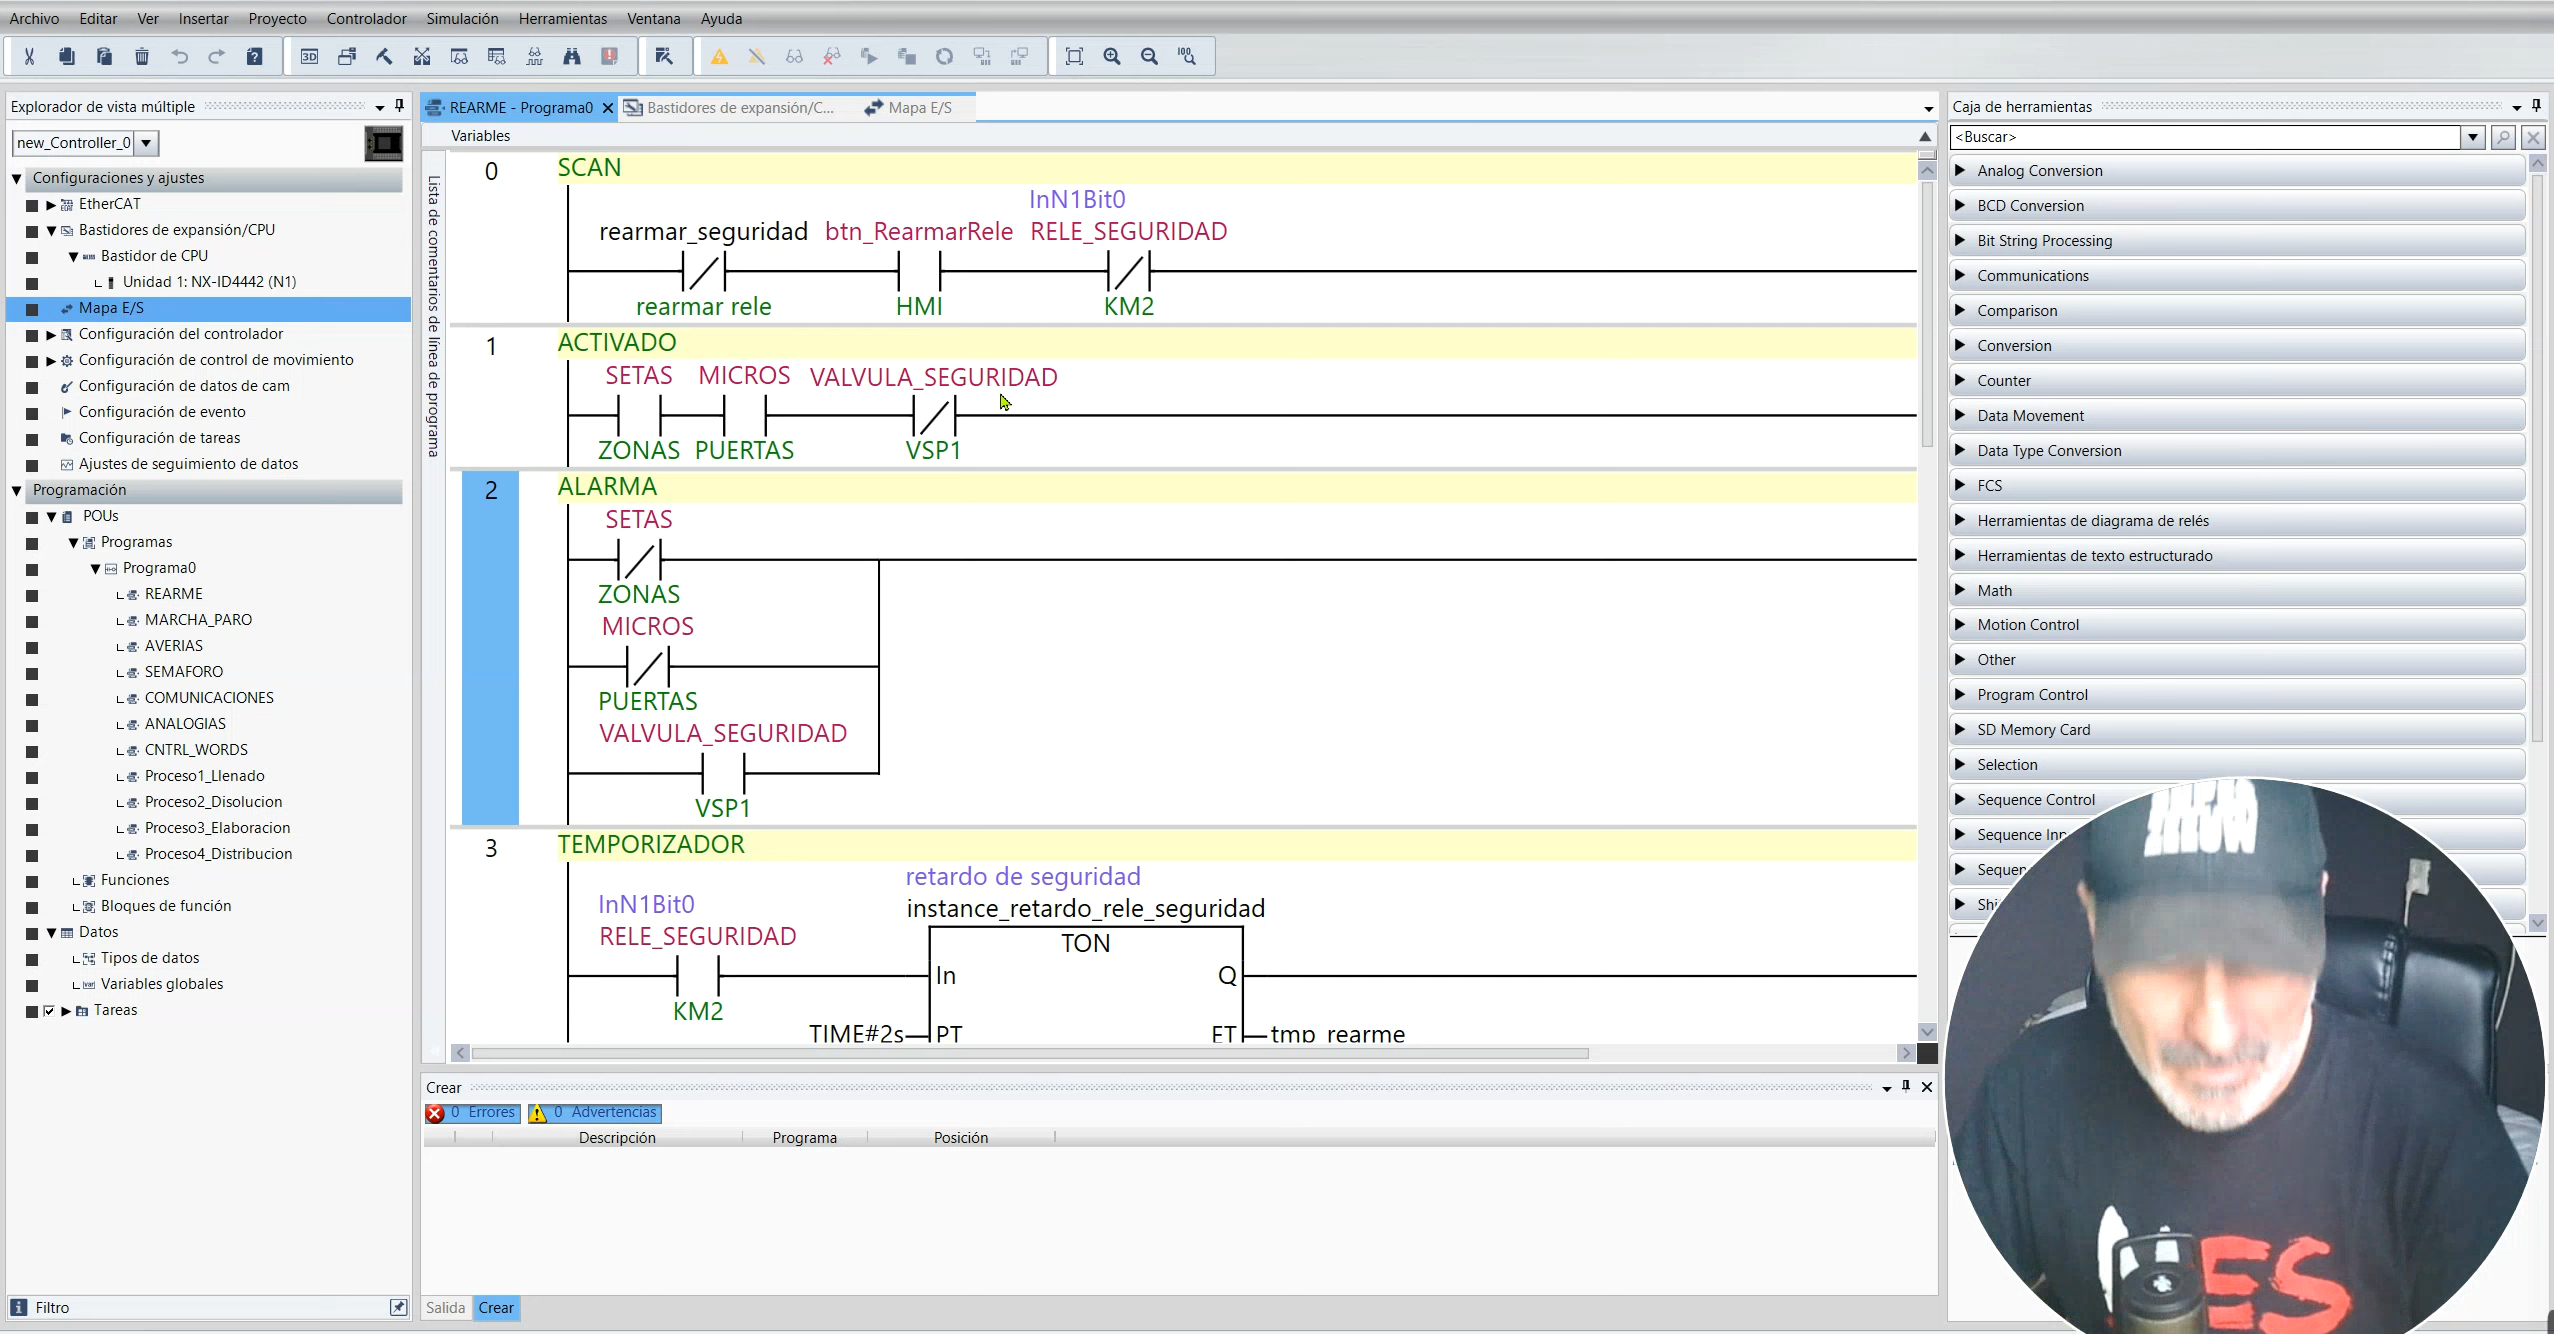 Archivo Editar Ver Insertar Proyecto Controlador Simulación Herramientas Ventana Ayuda
Explorador de vista múltiple
new_Controller_0
Configuraciones y ajustes
EtherCAT
Bastidores de expansión/CPU
Bastidor de CPU
Unidad 1: NX-ID4442 (N1)
Mapa E/S
Configuración del controlador
Configuración de control de movimiento
Configuración de datos de cam
Configuración de evento
Configuración de tareas
Ajustes de seguimiento de datos
Programación
POUs
Programas
Programa0
REARME
MARCHA_PARO
AVERIAS
SEMAFORO
COMUNICACIONES
ANALOGIAS
CNTRL_WORDS
Proceso1_Llenado
Proceso2_Disolucion
Proceso3_Elaboracion
Proceso4_Distribucion
Funciones
Bloques de función
Datos
Tipos de datos
Variables globales
Tareas
Filtro
REARME - Programa0 Bastidores de expansión/C... Mapa E/S
Variables
Lista de comentarios de línea de programa
0 SCAN
InN1Bit0
rearmar_seguridad btn_RearmarRele RELE_SEGURIDAD
rearmar rele HMI KM2
1 ACTIVADO
SETAS MICROS VALVULA_SEGURIDAD
ZONAS PUERTAS VSP1
2 ALARMA
SETAS
ZONAS
MICROS
PUERTAS
VALVULA_SEGURIDAD
VSP1
3 TEMPORIZADOR
retardo de seguridad
InN1Bit0 instance_retardo_rele_seguridad
RELE_SEGURIDAD TON
In Q
KM2
TIME#2s PT ET tmp_rearme
Crear
0 Errores 0 Advertencias
Descripción Programa Posición
Salida Crear
Caja de herramientas
<Buscar>
Analog Conversion
BCD Conversion
Bit String Processing
Communications
Comparison
Conversion
Counter
Data Movement
Data Type Conversion
FCS
Herramientas de diagrama de relés
Herramientas de texto estructurado
Math
Motion Control
Other
Program Control
SD Memory Card
Selection
Sequence Control
Sequence
3D
100